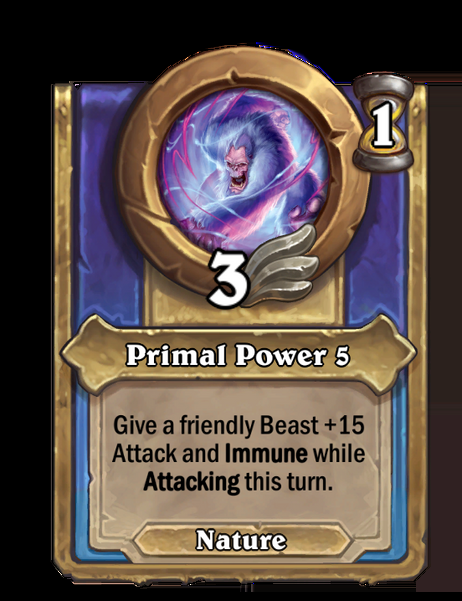 1
3
Primal Power 5
Give a friendly Beast +15
Attack and Immune while
Attacking this turn.
Nature